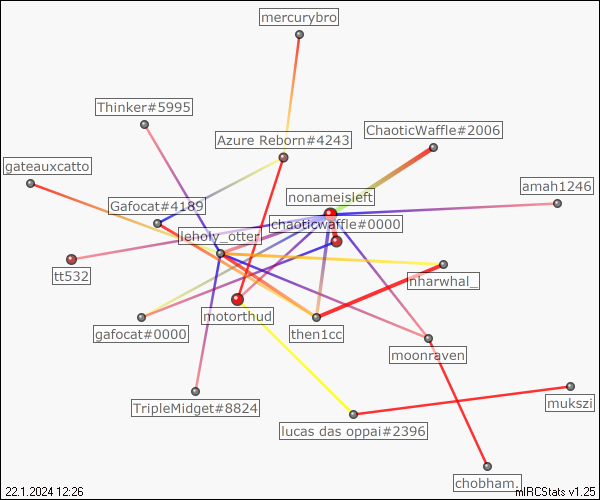 mercurybro
Thinker#5995
ChaoticWaffle#2006
Azure Reborn#4243
gateauxcatto
amah1246
nonameisleft
Gafocat#4189
chaoticwaffle#0000
leholy_otter
tt532
nharwhal_
motorthud
gafocat#0000
then1cc
moonraven
TripleMidget#8824
mukszi
lucas das oppai#2396
chobham.
22.1.2024 12:26
mIRCStats v1.25